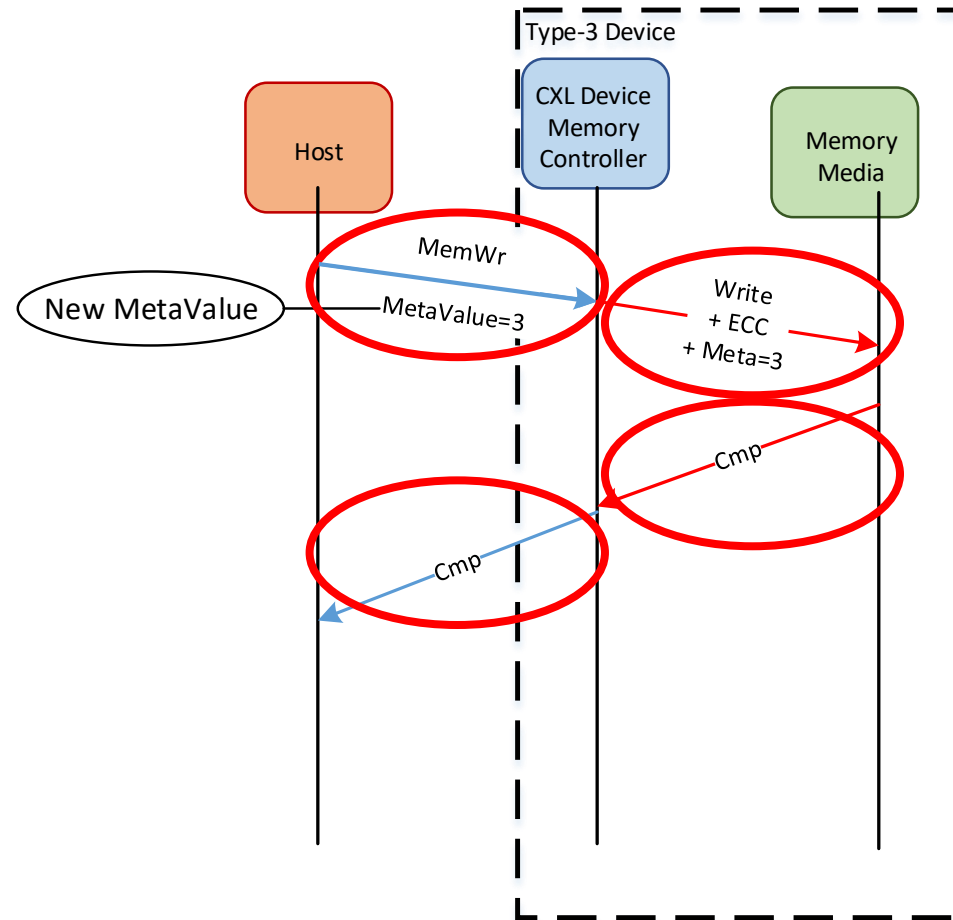 Type-3 Device
Host
CXL Device
Memory
Controller
Memory
Media
MemWr
New MetaValue
MetaValue=3
Write
+ ECC
+ Meta=3
Cmp
Cmp